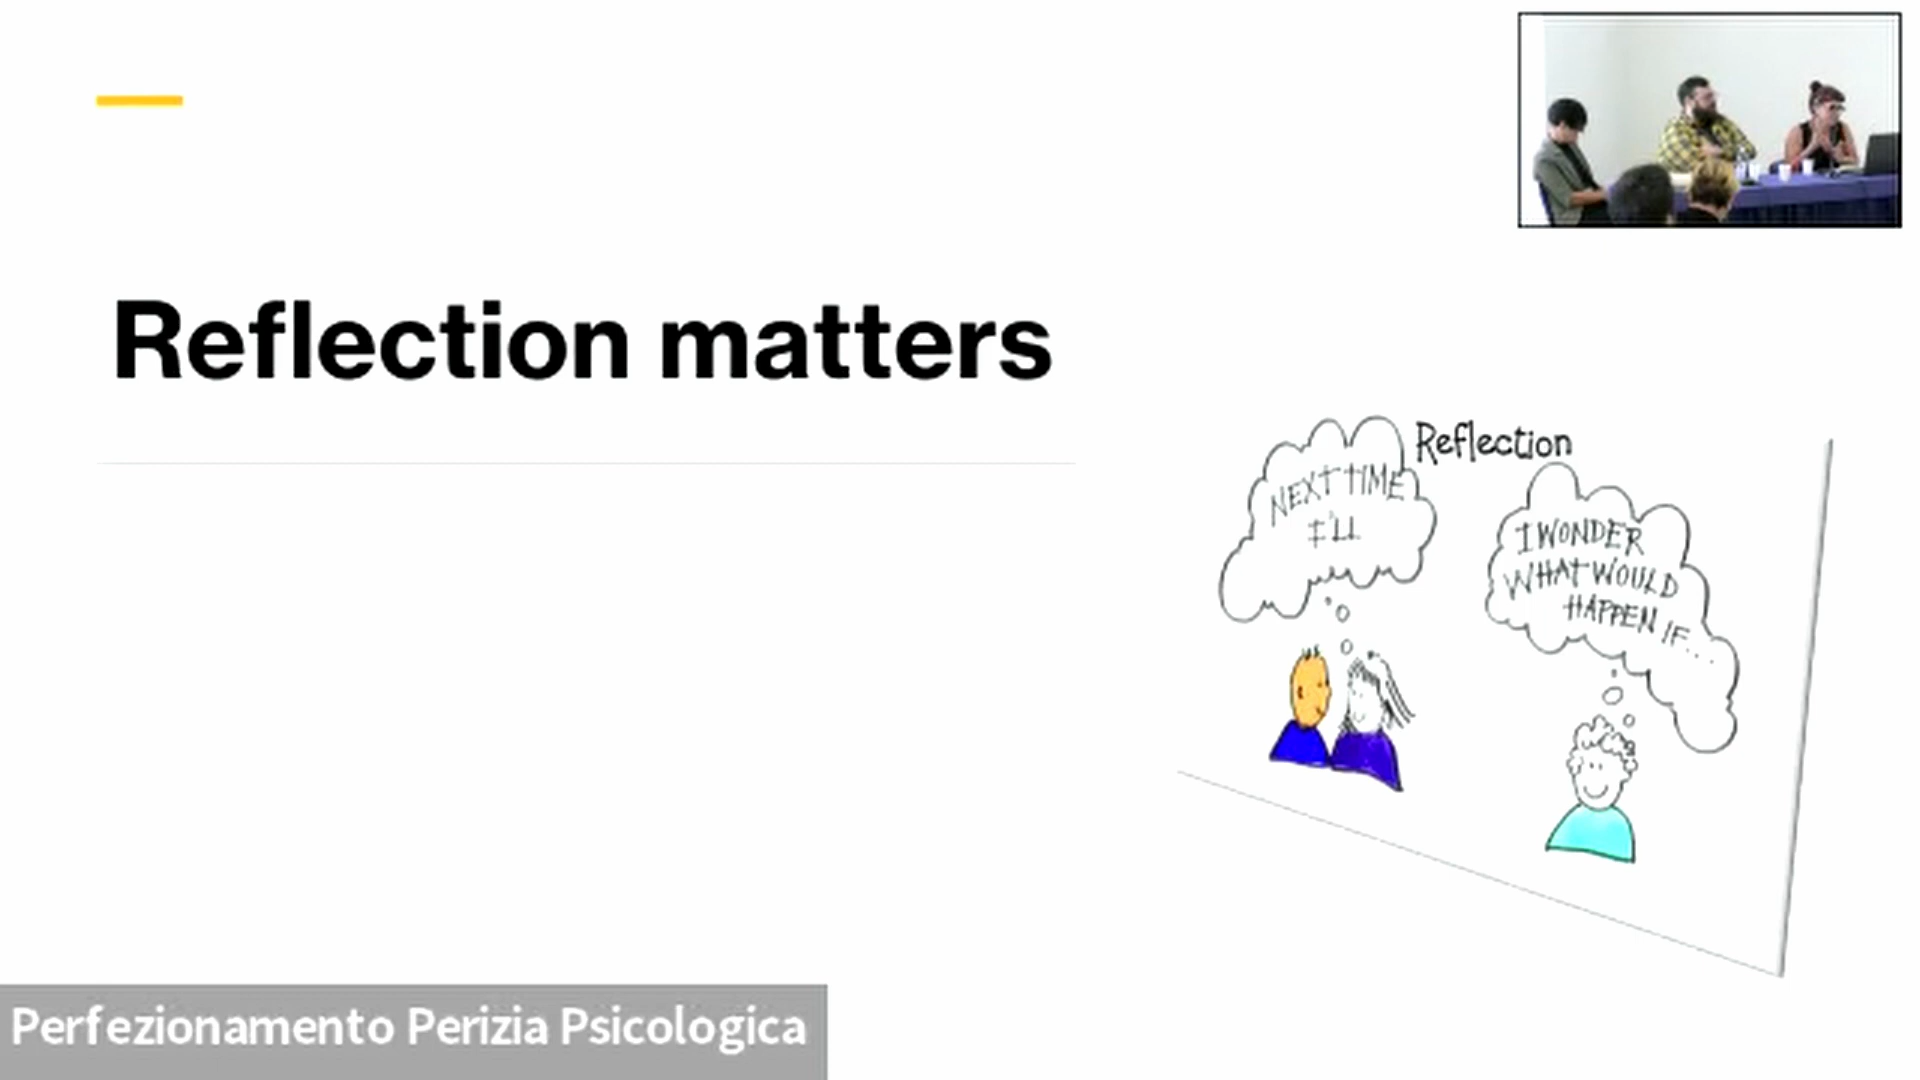 Reflection matters
Reflection
NEXT TIME
I'LL
I WONDER
WHAT WOULD
HAPPEN IF...
Perfezionamento Perizia Psicologica